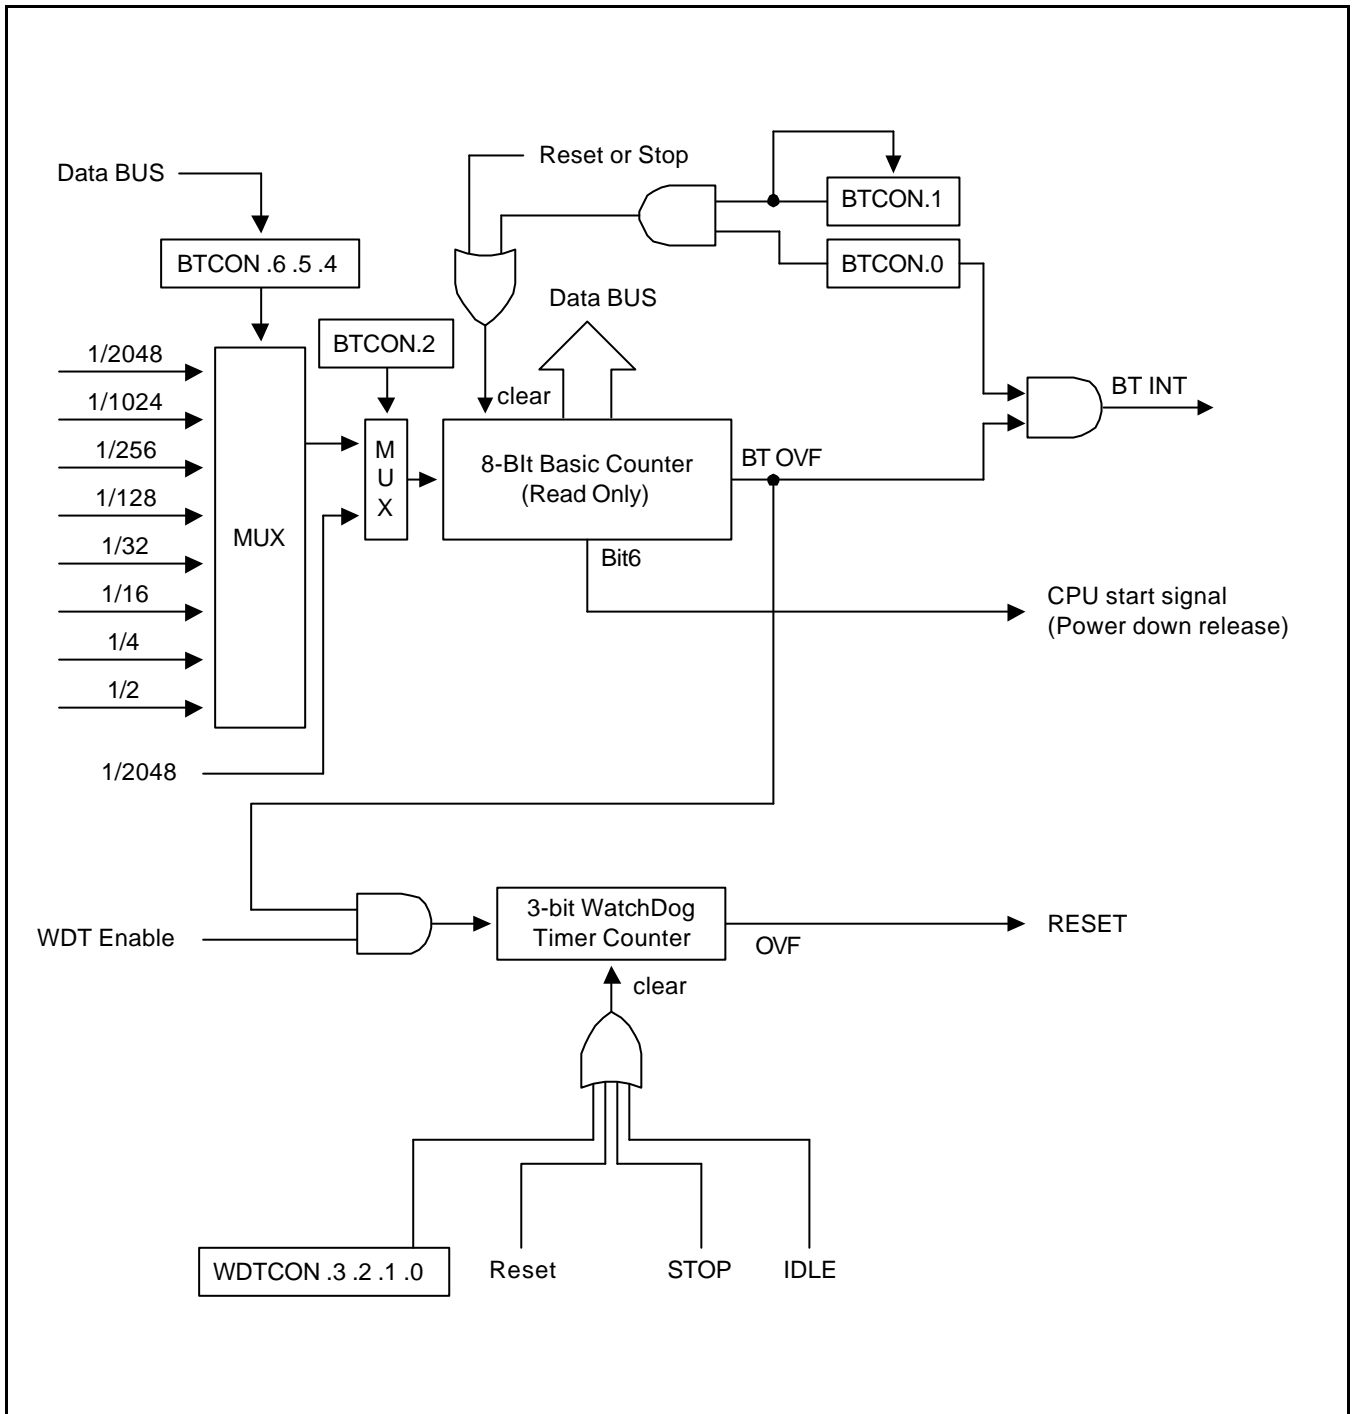 Reset or Stop
Data BUS
BTCON.1
BTCON .6 .5 .4
BTCON.0
Data BUS
BTCON.2
1/2048
1/1024
1/256
1/128
1/32
1/16
1/4
1/2
MUX
1/2048
M
U
X
clear
8-BIt Basic Counter
(Read Only)
BT OVF
BT INT
Bit6
CPU start signal
(Power down release)
WDT Enable
3-bit WatchDog
Timer Counter
OVF
RESET
clear
WDTCON .3 .2 .1 .0
Reset
STOP
IDLE